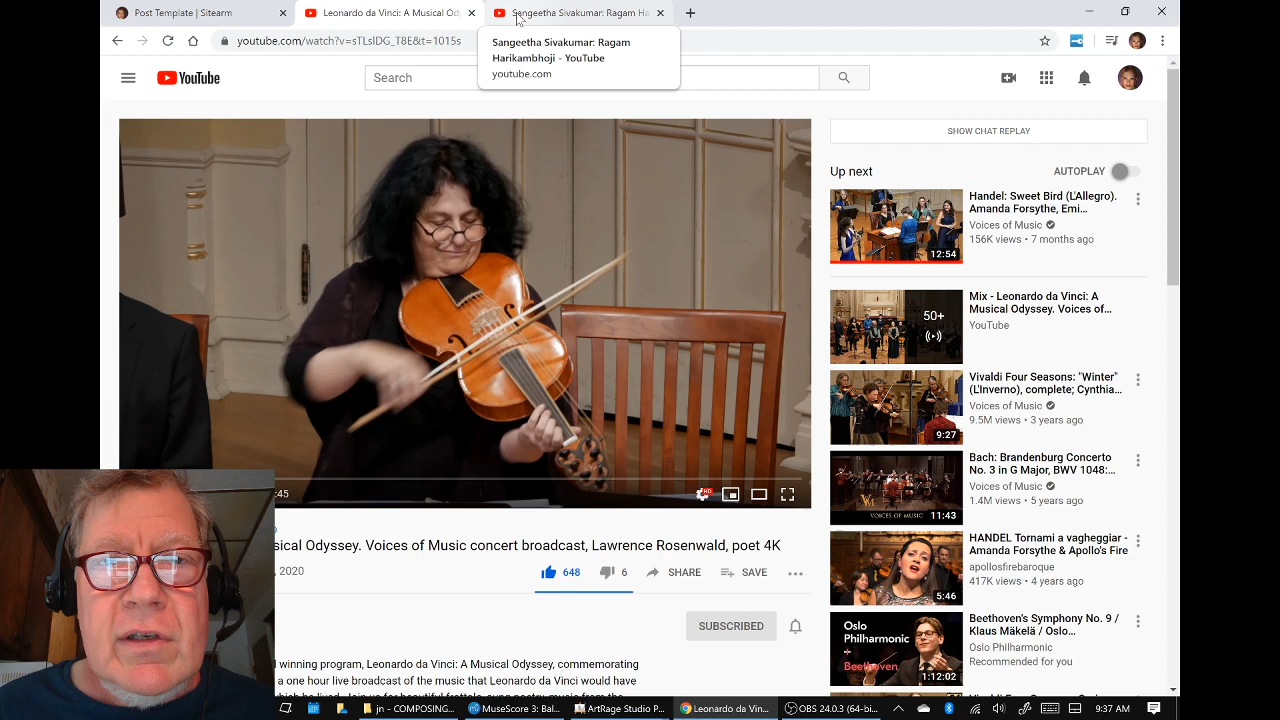 Post Template | Sitearm
Leonardo da Vinci: A Musical Od
Sangeetha Sivakumar: Ragam Ha
youtube.com/watch?v=sTLslDG_T8E&t=1015s
Sangeetha Sivakumar: Ragam
Harikambhoji - YouTube
youtube.com
YouTube
Search
SHOW CHAT REPLAY
Up next
AUTOPLAY
Handel: Sweet Bird (L'Allegro).
Amanda Forsythe, Emi...
Voices of Music
156K views • 7 months ago
12:54
Mix - Leonardo da Vinci: A
Musical Odyssey. Voices of...
YouTube
50+
Vivaldi Four Seasons: "Winter"
(L'Inverno), complete; Cynthia...
Voices of Music
9.5M views • 3 years ago
9:27
Bach: Brandenburg Concerto
No. 3 in G Major, BWV 1048:...
Voices of Music
1.4M views • 5 years ago
VOICES OF MUSIC
11:43
HANDEL Tornami a vagheggiar -
Amanda Forsythe & Apollo's Fire
apollosfirebaroque
417K views • 4 years ago
5:46
Beethoven's Symphony No. 9 /
Klaus Mäkelä / Oslo...
Oslo Philharmonic
Recommended for you
Oslo
Philharmonic
+
Beethoven
1:12:02
:45
HD
sical Odyssey. Voices of Music concert broadcast, Lawrence Rosenwald, poet 4K
, 2020
648
6
SHARE
SAVE
SUBSCRIBED
winning program, Leonardo da Vinci: A Musical Odyssey, commemorating
a one hour live broadcast of the music that Leonardo da Vinci would have
jn - COMPOSING...
MuseScore 3: Bal...
ArtRage Studio P...
Leonardo da Vinc...
OBS 24.0.3 (64-bi...
9:37 AM